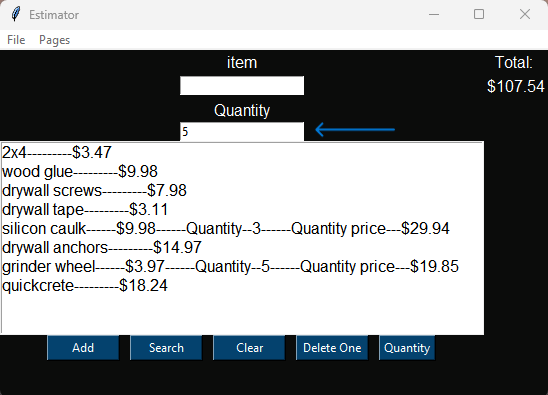 Estimator
File Pages
item
Total:
$107.54
Quantity
5
2x4---------$3.47
wood glue---------$9.98
drywall screws---------$7.98
drywall tape---------$3.11
silicon caulk------$9.98------Quantity--3------Quantity price---$29.94
drywall anchors---------$14.97
grinder wheel------$3.97------Quantity--5------Quantity price---$19.85
quickcrete---------$18.24
Add Search Clear Delete One Quantity